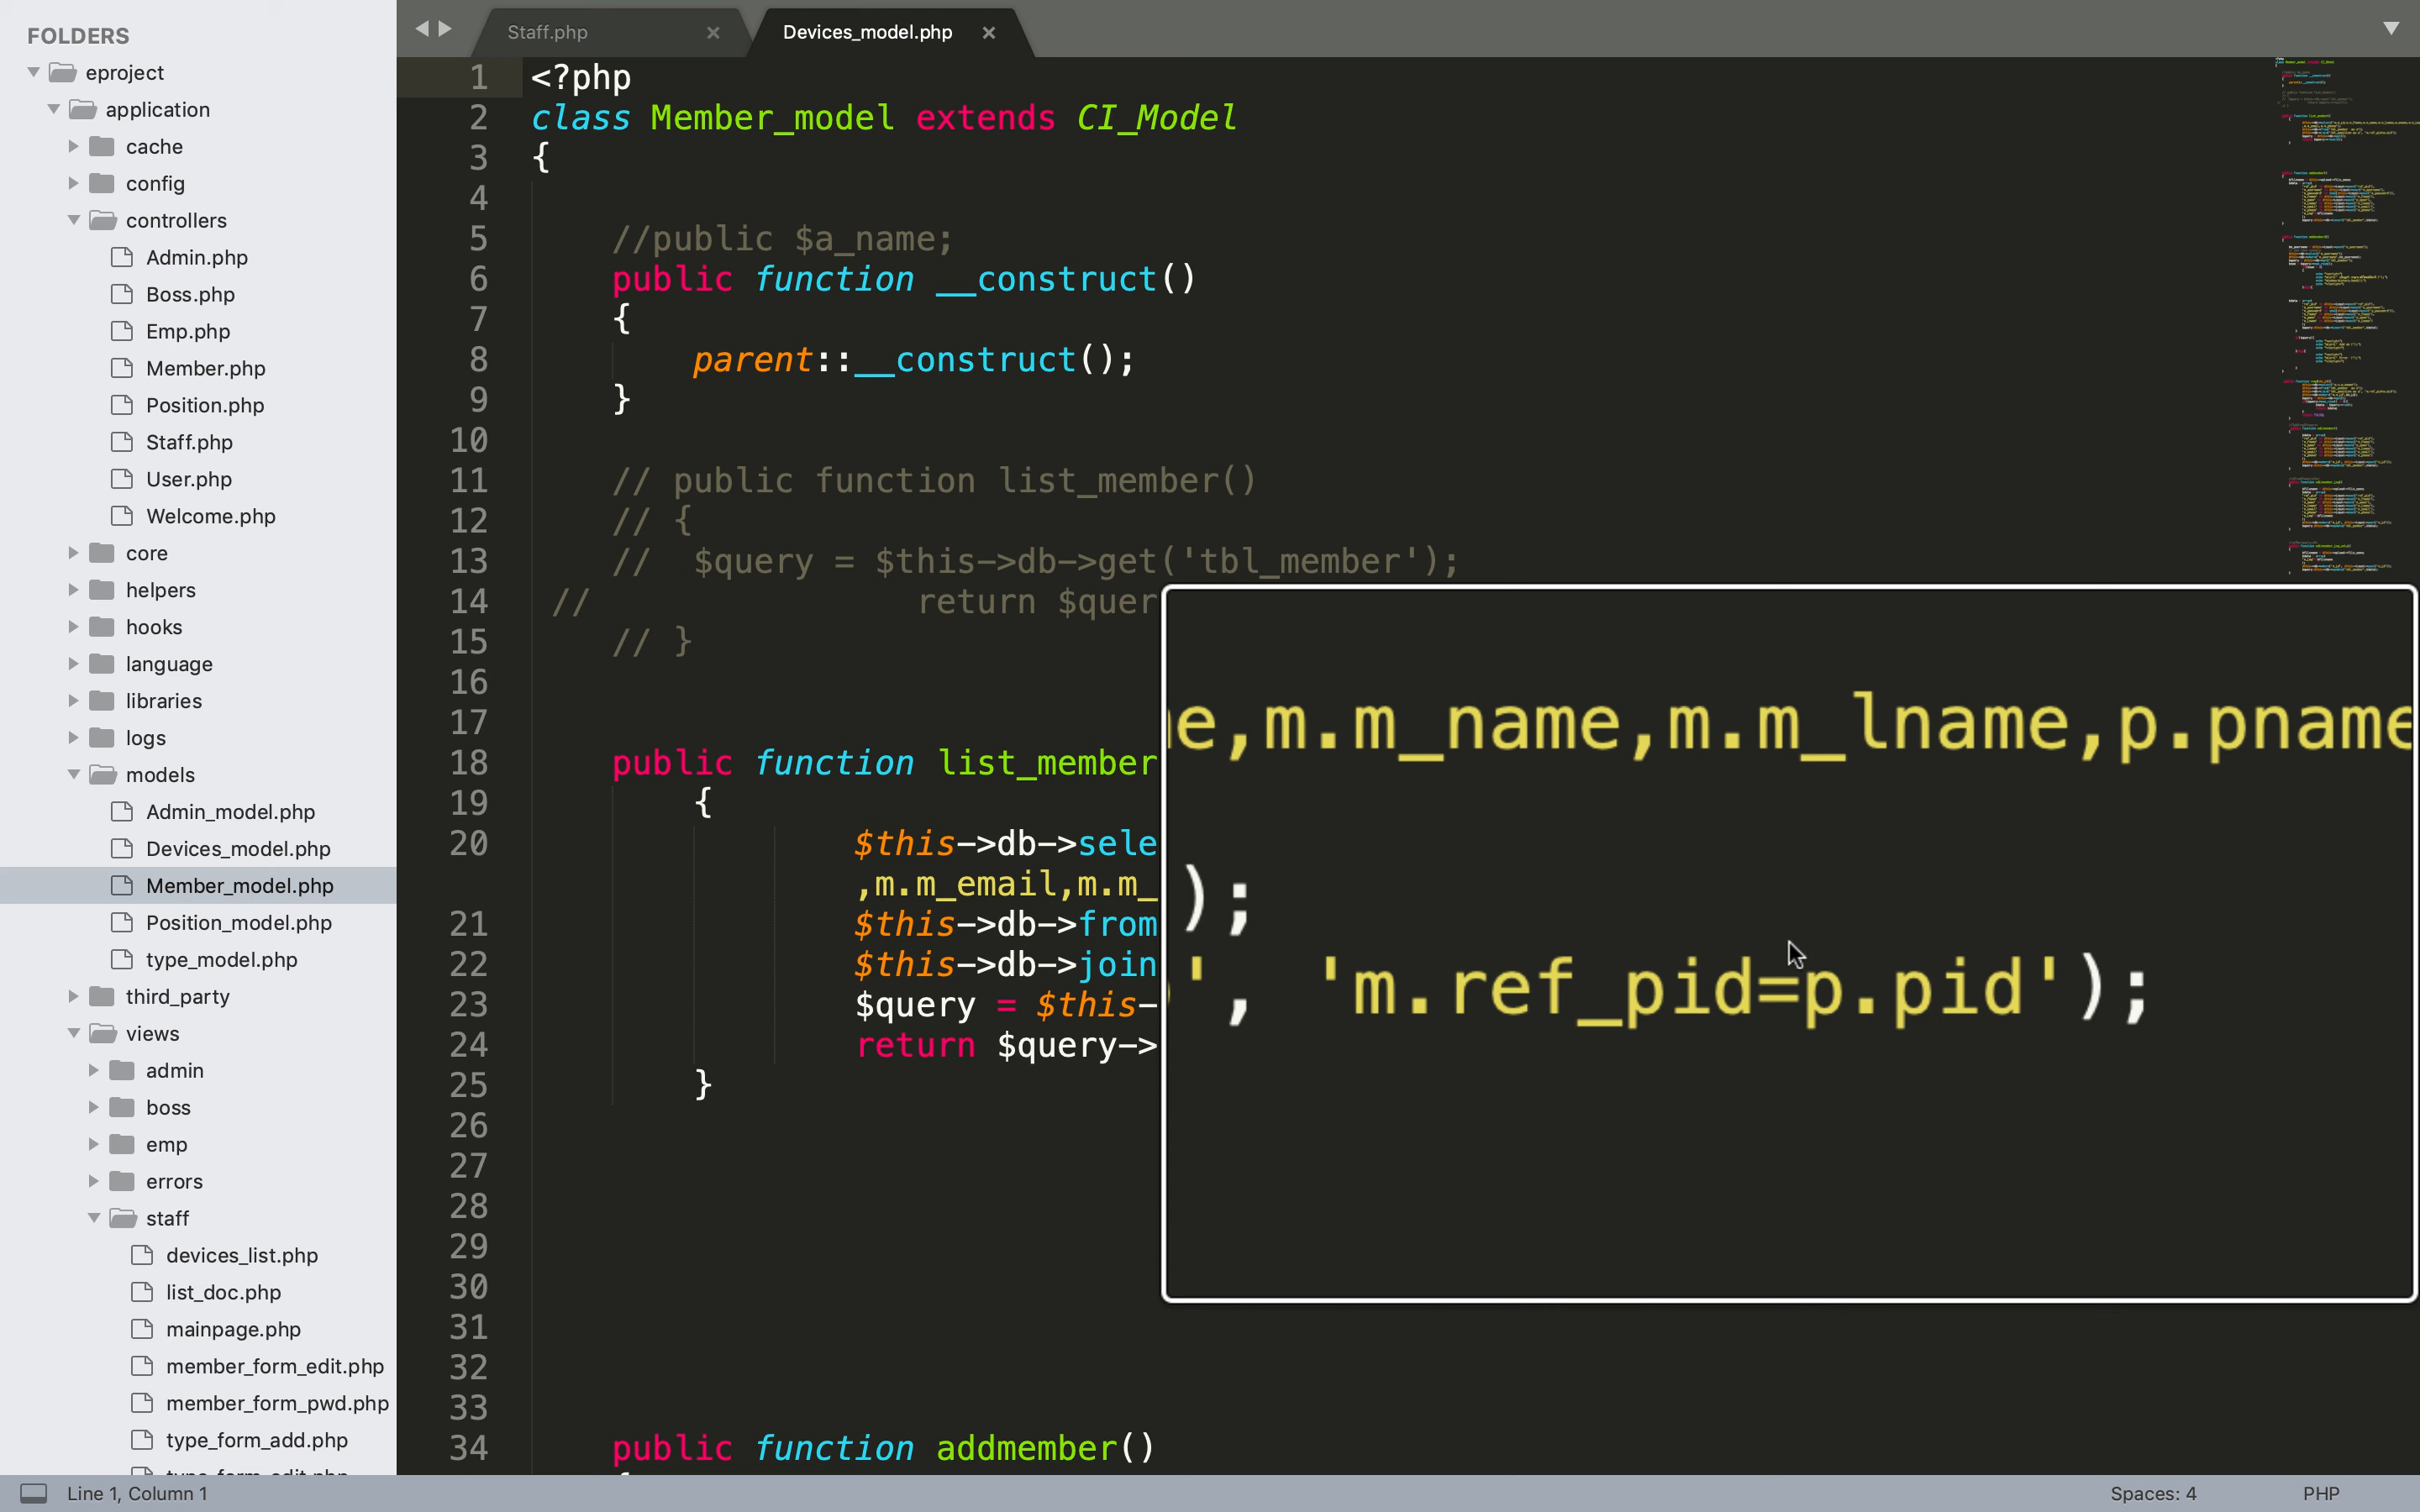 FOLDERS
eproject
application
cache
config
controllers
Admin.php
Boss.php
Emp.php
Member.php
Position.php
Staff.php
User.php
Welcome.php
core
helpers
hooks
language
libraries
logs
models
Admin_model.php
Devices_model.php
Member_model.php
Position_model.php
type_model.php
third_party
views
admin
boss
emp
errors
staff
devices_list.php
list_doc.php
mainpage.php
member_form_edit.php
member_form_pwd.php
type_form_add.php
Staff.php × Devices_model.php ×
1 <?php
2 class Member_model extends CI_Model
3 {
4
5 //public $a_name;
6 public function __construct()
7 {
8 parent::__construct();
9 }
10
11 // public function list_member()
12 // {
13 // $query = $this->db->get('tbl_member');
14 // return $quer
15 // }
16
17
18 public function list_member
19 {
20 $this->db->sele
,m.m_email,m.m_
21 $this->db->from
22 $this->db->join
23 $query = $this-
24 return $query->
25 }
26
27
28
29
30
31
32
33
34 public function addmember()
e,m.m_name,m.m_lname,p.pname
);
', 'm.ref_pid=p.pid');
Line 1, Column 1
Spaces: 4
PHP